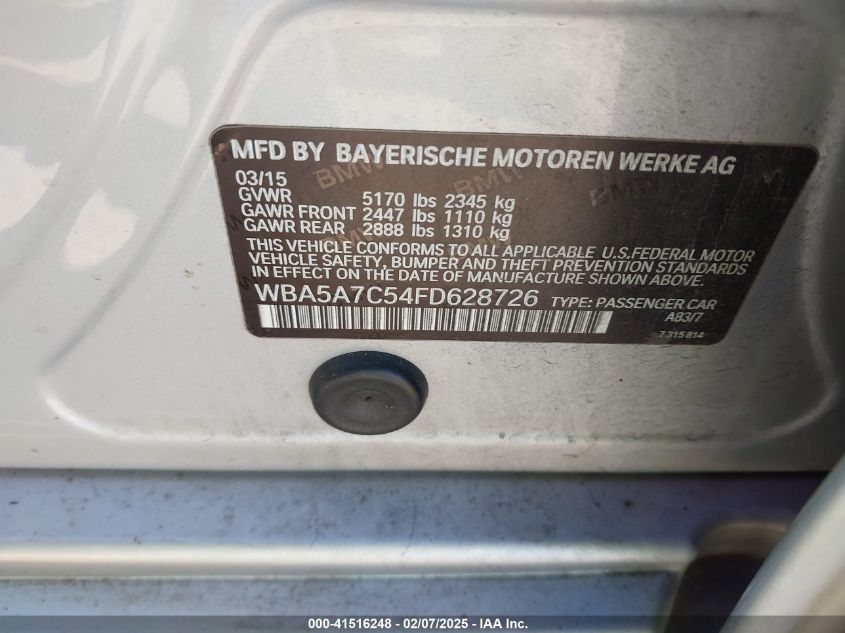 MFD BY BAYERISCHE MOTOREN WERKE AG
03/15
GVWR 5170 lbs 2345 kg
GAWR FRONT 2447 lbs 1110 kg
GAWR REAR 2888 lbs 1310 kg
THIS VEHICLE CONFORMS TO ALL APPLICABLE U.S.FEDERAL MOTOR
VEHICLE SAFETY, BUMPER AND THEFT PREVENTION STANDARDS
IN EFFECT ON THE DATE OF MANUFACTURE SHOWN ABOVE.
WBA5A7C54FD628726 TYPE: PASSENGER CAR
A83/7
7 315 814
000-41516248 - 02/07/2025 - IAA Inc.